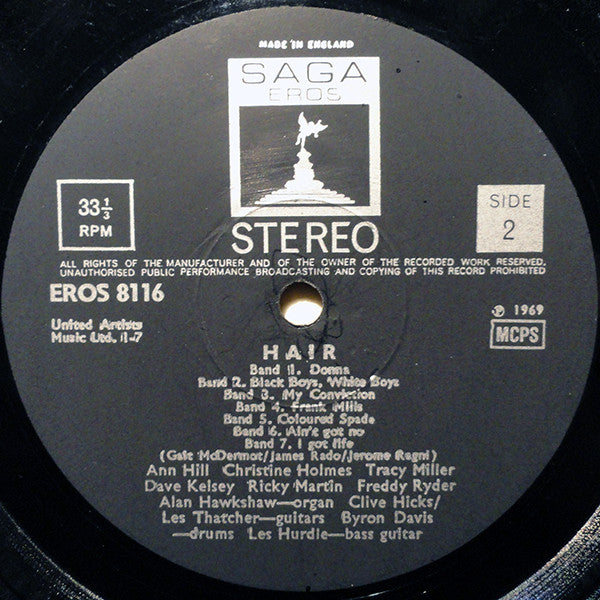 MADE IN ENGLAND
SAGA
EROS
33⅓
RPM
SIDE
2
STEREO
ALL RIGHTS OF THE MANUFACTURER AND OF THE OWNER OF THE RECORDED WORK RESERVED.
UNAUTHORISED PUBLIC PERFORMANCE BROADCASTING AND COPYING OF THIS RECORD PROHIBITED
EROS 8116
℗ 1969
United Artists
Music Ltd. 1-7
MCPS
HAIR
Band 1. Donna
Band 2. Black Boys, White Boys
Band 3. My Conviction
Band 4. Frank Mills
Band 5. Coloured Spade
Band 6. Ain't got no
Band 7. I got life
(Galt McDermot/James Rado/Jerome Ragni)
Ann Hill Christine Holmes Tracy Miller
Dave Kelsey Ricky Martin Freddy Ryder
Alan Hawkshaw—organ Clive Hicks/
Les Thatcher—guitars Byron Davis
—drums Les Hurdle—bass guitar